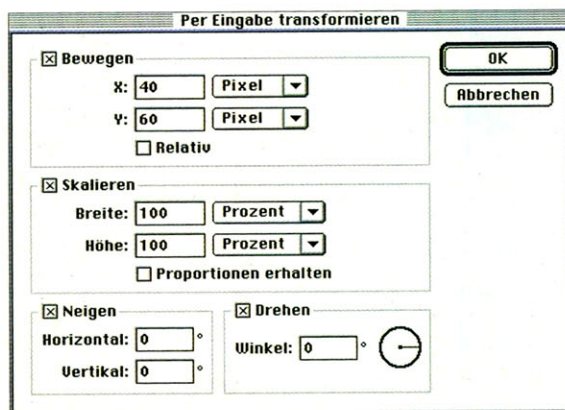 Per Eingabe transformieren
Bewegen
X: 40 Pixel
Y: 60 Pixel
Relativ
Skalieren
Breite: 100 Prozent
Höhe: 100 Prozent
Proportionen erhalten
Neigen
Horizontal: 0 °
Vertikal: 0 °
Drehen
Winkel: 0 °
OK
Abbrechen